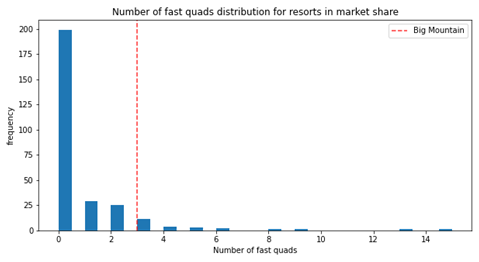 Number of fast quads distribution for resorts in market share
Big Mountain
200
175
150
125
100
75
50
25
0
frequency
0 2 4 6 8 10 12 14
Number of fast quads